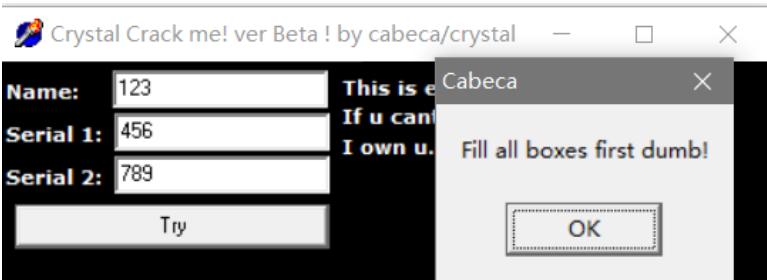 Crystal Crack me! ver Beta ! by cabeca/crystal
Name: 123
Serial 1: 456
Serial 2: 789
Try
This is
If u
I own u.
Cabeca
Fill all boxes first dumb!
OK